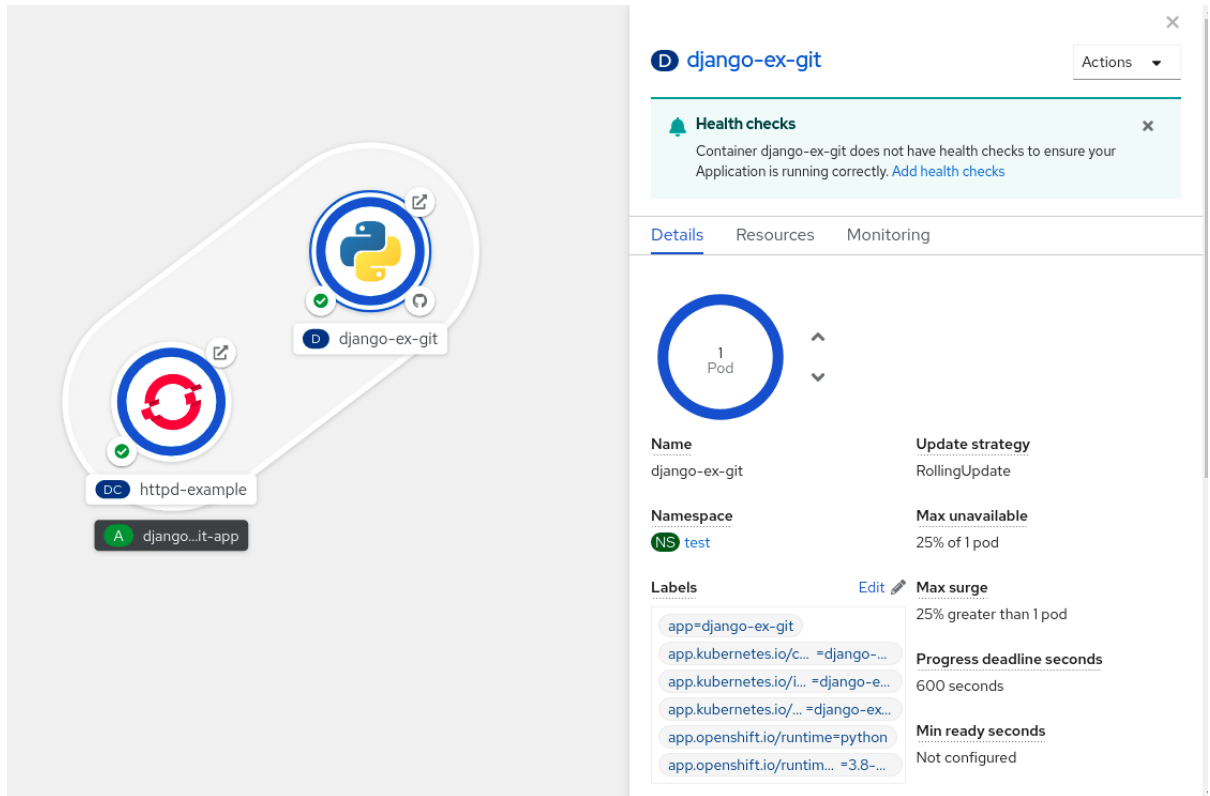 D django-ex-git
DC httpd-example
A django...it-app
D django-ex-git
Actions
Health checks
Container django-ex-git does not have health checks to ensure your
Application is running correctly. Add health checks
Details Resources Monitoring
1
Pod
Name
django-ex-git
Namespace
NS test
Labels Edit
app=django-ex-git
app.kubernetes.io/c... =django-...
app.kubernetes.io/i... =django-e...
app.kubernetes.io/... =django-ex...
app.openshift.io/runtime=python
app.openshift.io/runtim... =3.8-...
Update strategy
RollingUpdate
Max unavailable
25% of 1 pod
Max surge
25% greater than 1 pod
Progress deadline seconds
600 seconds
Min ready seconds
Not configured